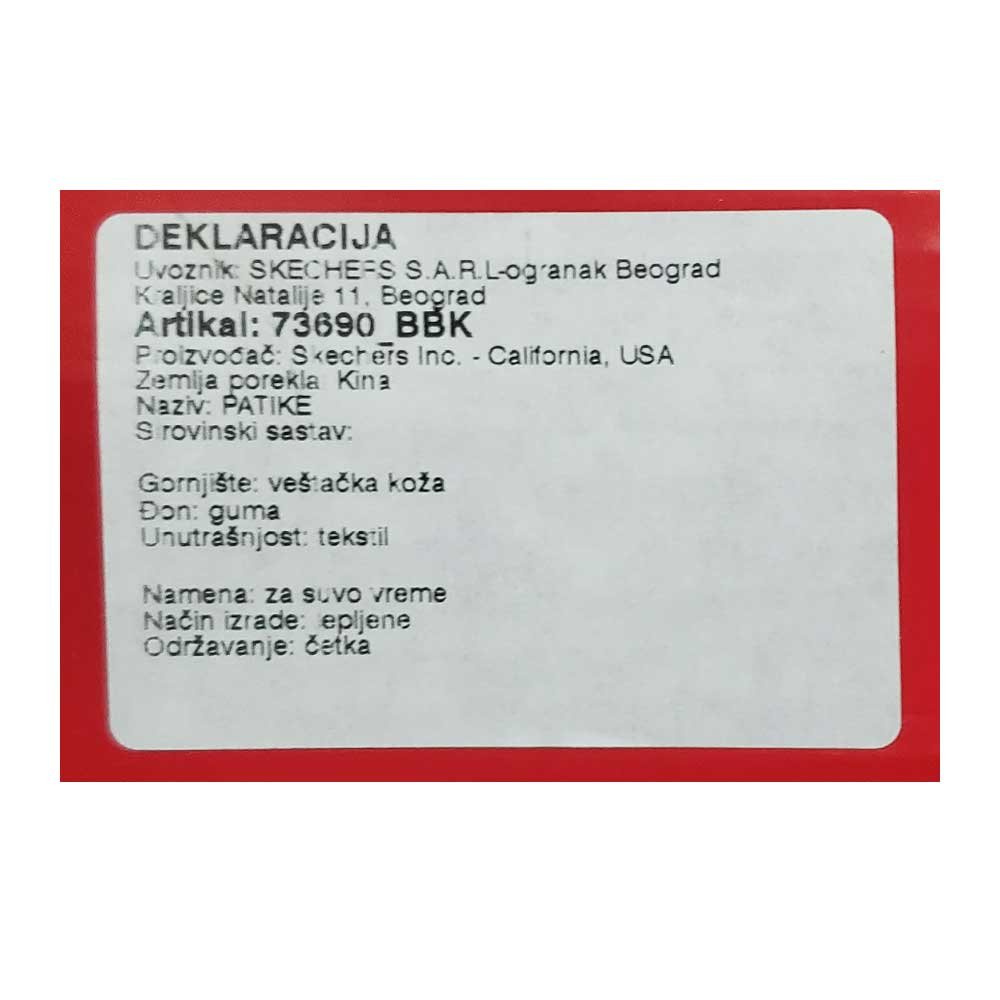 DEKLARACIJA
Uvoznik: SKECHERS S.A.R.L-ogranak Beograd
Kraljice Natalije 11, Beograd
Artikal: 73690_BBK
Proizvođač: Skechers Inc. - California, USA
Zemlja porekla: Kina
Naziv: PATIKE
Sirovinski sastav:
Gornjište: veštačka koža
Đon: guma
Unutrašnjost: tekstil
Namena: za suvo vreme
Način izrade: lepljene
Održavanje: četka